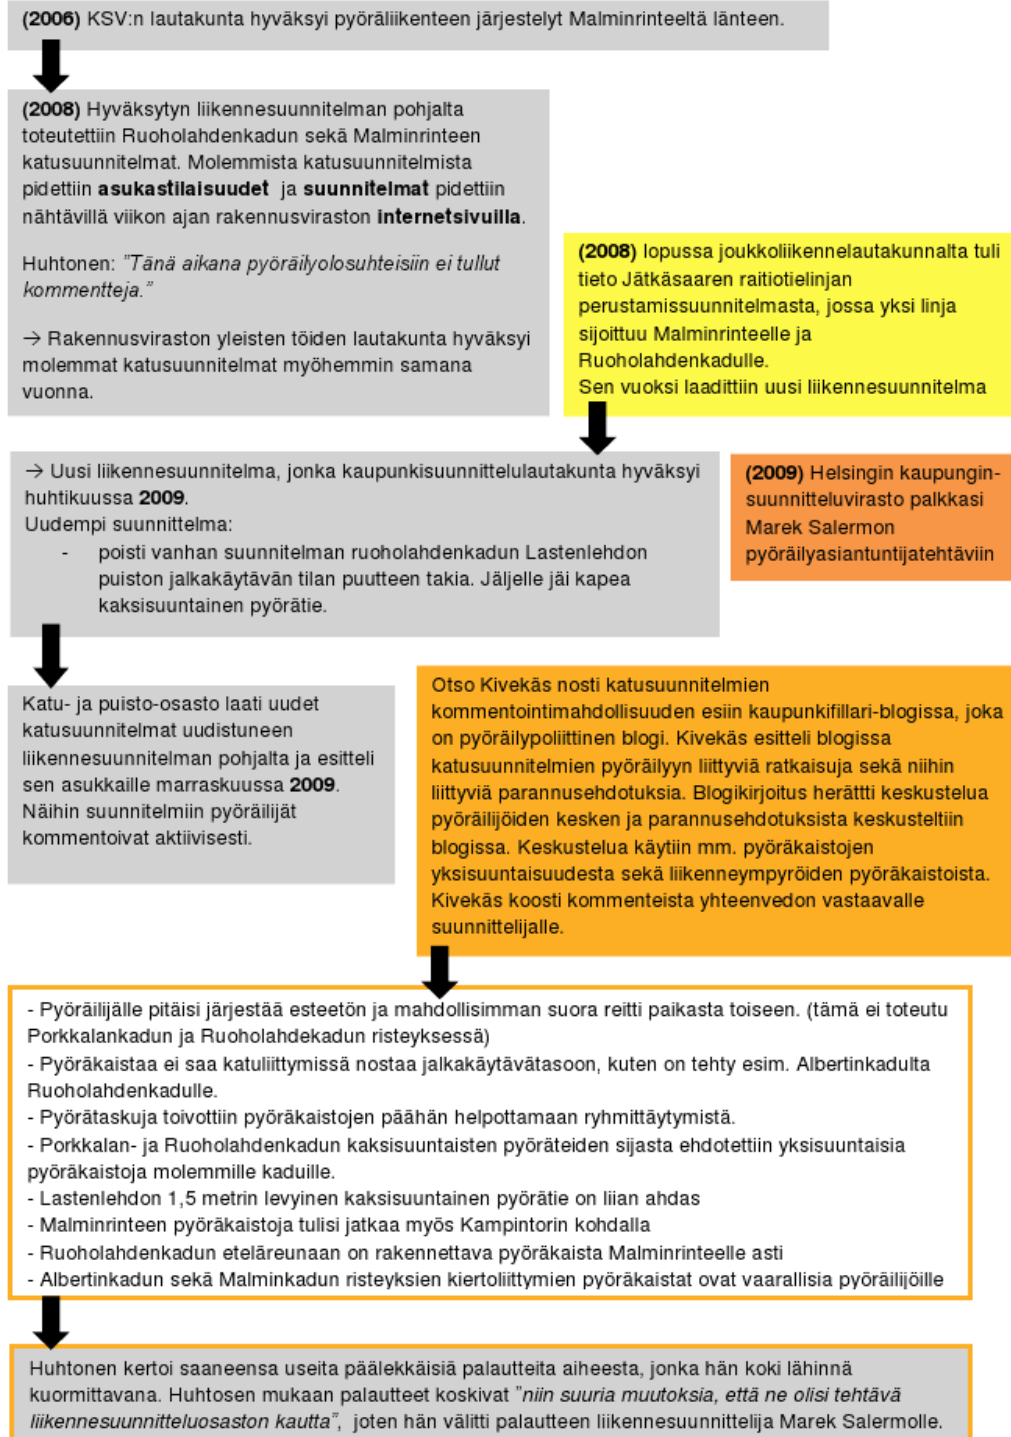 (2006) KSV:n lautakunta hyväksyi pyöräliikenteen järjestelyt Malminrinteeltä länteen.
(2008) Hyväksytyn liikennesuunnitelman pohjalta
toteutettiin Ruoholahdenkadun sekä Malminrinteen
katusuunnitelmat. Molemmista katusuunnitelmista
pidettiin asukastilaisuudet ja suunnitelmat pidettiin
nähtävillä viikon ajan rakennusviraston internetsivuilla.
Huhtonen: "Tänä aikana pyöräilyolosuhteisiin ei tullut
kommentteja."
→ Rakennusviraston yleisten töiden lautakunta hyväksyi
molemmat katusuunnitelmat myöhemmin samana
vuonna.
(2008) lopussa joukkoliikennelautakunnalta tuli
tieto Jätkäsaaren raitiotielinjan
perustamissuunnitelmasta, jossa yksi linja
sijoittuu Malminrinteelle ja
Ruoholahdenkadulle.
Sen vuoksi laadittiin uusi liikennesuunnitelma
→ Uusi liikennesuunnitelma, jonka kaupunkisuunnittelulautakunta hyväksyi
huhtikuussa 2009.
Uudempi suunnittelma:
- poisti vanhan suunnitelman ruoholahdenkadun Lastenlehdon
puiston jalkakäytävän tilan puutteen takia. Jäljelle jäi kapea
kaksisuuntainen pyörätie.
(2009) Helsingin kaupungin-
suunnitteluvirasto palkkasi
Marek Salermon
pyöräilyasiantuntijatehtäviin
Katu- ja puisto-osasto laati uudet
katusuunnitelmat uudistuneen
liikennesuunnitelman pohjalta ja esitteli
sen asukkaille marraskuussa 2009.
Näihin suunnitelmiin pyöräilijät
kommentoivat aktiivisesti.
Otso Kivekäs nosti katusuunnitelmien
kommentointimahdollisuuden esiin kaupunkifillari-blogissa, joka
on pyöräilypoliittinen blogi. Kivekäs esitteli blogissa
katusuunnitelmien pyöräilyyn liittyviä ratkaisuja sekä niihin
liittyviä parannusehdotuksia. Blogikirjoitus herättti keskustelua
pyöräilijöiden kesken ja parannusehdotuksista keskusteltiin
blogissa. Keskustelua käytiin mm. pyöräkaistojen
yksisuuntaisuudesta sekä liikenneympyröiden pyöräkaistoista.
Kivekäs koosti kommenteista yhteenvedon vastaavalle
suunnittelijalle.
- Pyöräilijälle pitäisi järjestää esteetön ja mahdollisimman suora reitti paikasta toiseen. (tämä ei toteutu
Porkkalankadun ja Ruoholahdekadun risteyksessä)
- Pyöräkaistaa ei saa katuliittymissä nostaa jalkakäytävätasoon, kuten on tehty esim. Albertinkadulta
Ruoholahdenkadulle.
- Pyörätaskuja toivottiin pyöräkaistojen päähän helpottamaan ryhmittäytymistä.
- Porkkalan- ja Ruoholahdenkadun kaksisuuntaisten pyöräteiden sijasta ehdotettiin yksisuuntaisia
pyöräkaistoja molemmille kaduille.
- Lastenlehdon 1,5 metrin levyinen kaksisuuntainen pyörätie on liian ahdas
- Malminrinteen pyöräkaistoja tulisi jatkaa myös Kampintorin kohdalla
- Ruoholahdenkadun eteläreunaan on rakennettava pyöräkaista Malminrinteelle asti
- Albertinkadun sekä Malminkadun risteyksien kiertoliittymien pyöräkaistat ovat vaarallisia pyöräilijöille
Huhtonen kertoi saaneensa useita päälekkäisiä palautteita aiheesta, jonka hän koki lähinnä
kuormittavana. Huhtosen mukaan palautteet koskivat "niin suuria muutoksia, että ne olisi tehtävä
liikennesuunnitteluosaston kautta", joten hän välitti palautteen liikennesuunnittelija Marek Salermolle.